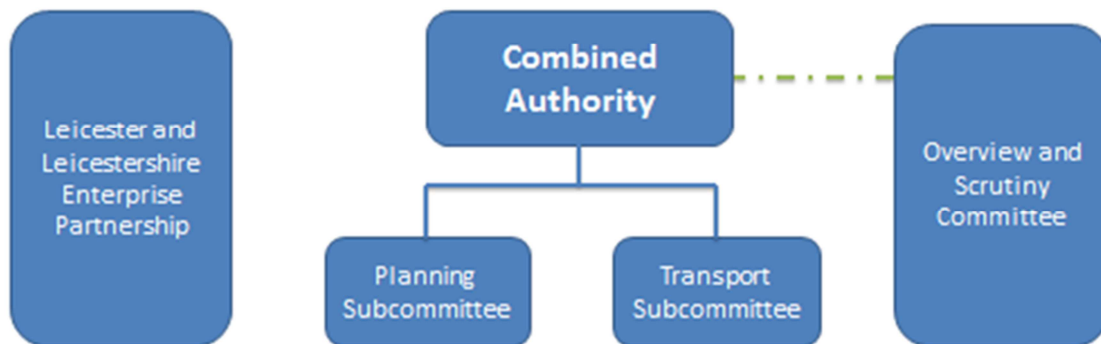 Leicester and
Leicestershire
Enterprise
Partnership
Combined
Authority
Overview and
Scrutiny
Committee
Planning
Subcommittee
Transport
Subcommittee